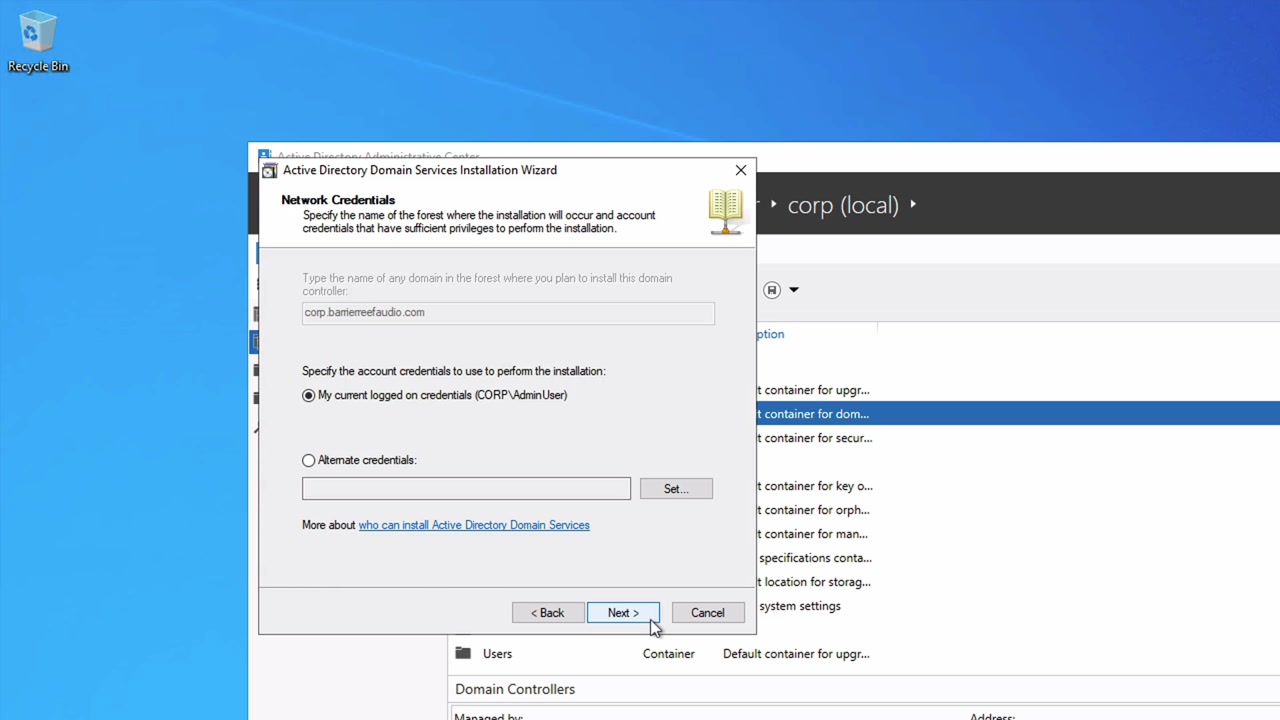 Recycle Bin
Active Directory Administrative Center
Active Directory Domain Services Installation Wizard
Network Credentials
Specify the name of the forest where the installation will occur and account
credentials that have sufficient privileges to perform the installation.
corp (local)
Type the name of any domain in the forest where you plan to install this domain
controller:
corp.barrierreefaudio.com
ption
Specify the account credentials to use to perform the installation:
My current logged on credentials (CORP\AdminUser)
t container for upgr...
t container for dom...
t container for secur...
Alternate credentials:
Set...
t container for key o...
t container for orph...
More about who can install Active Directory Domain Services
t container for man...
specifications conta...
t location for storag...
system settings
< Back
Next >
Cancel
Users Container Default container for upgr...
Domain Controllers
Managed by: Address: